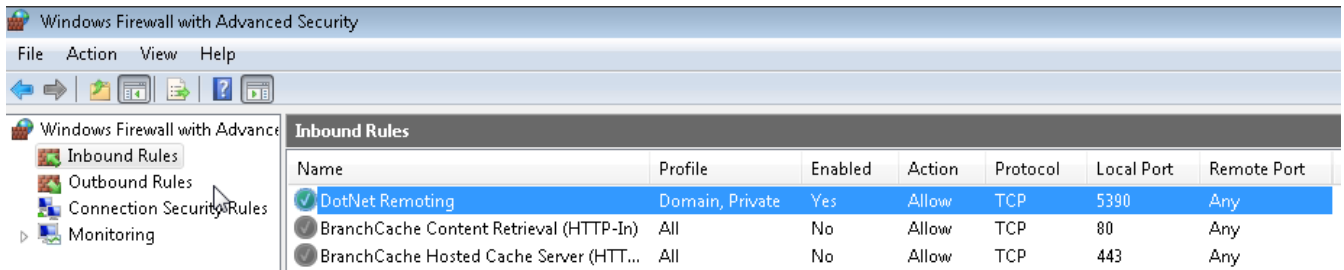 Windows Firewall with Advanced Security
File Action View Help
Windows Firewall with Advance
Inbound Rules
Outbound Rules
Connection Security Rules
Monitoring
Inbound Rules
Name Profile Enabled Action Protocol Local Port Remote Port
DotNet Remoting Domain, Private Yes Allow TCP 5390 Any
BranchCache Content Retrieval (HTTP-In) All No Allow TCP 80 Any
BranchCache Hosted Cache Server (HTT... All No Allow TCP 443 Any